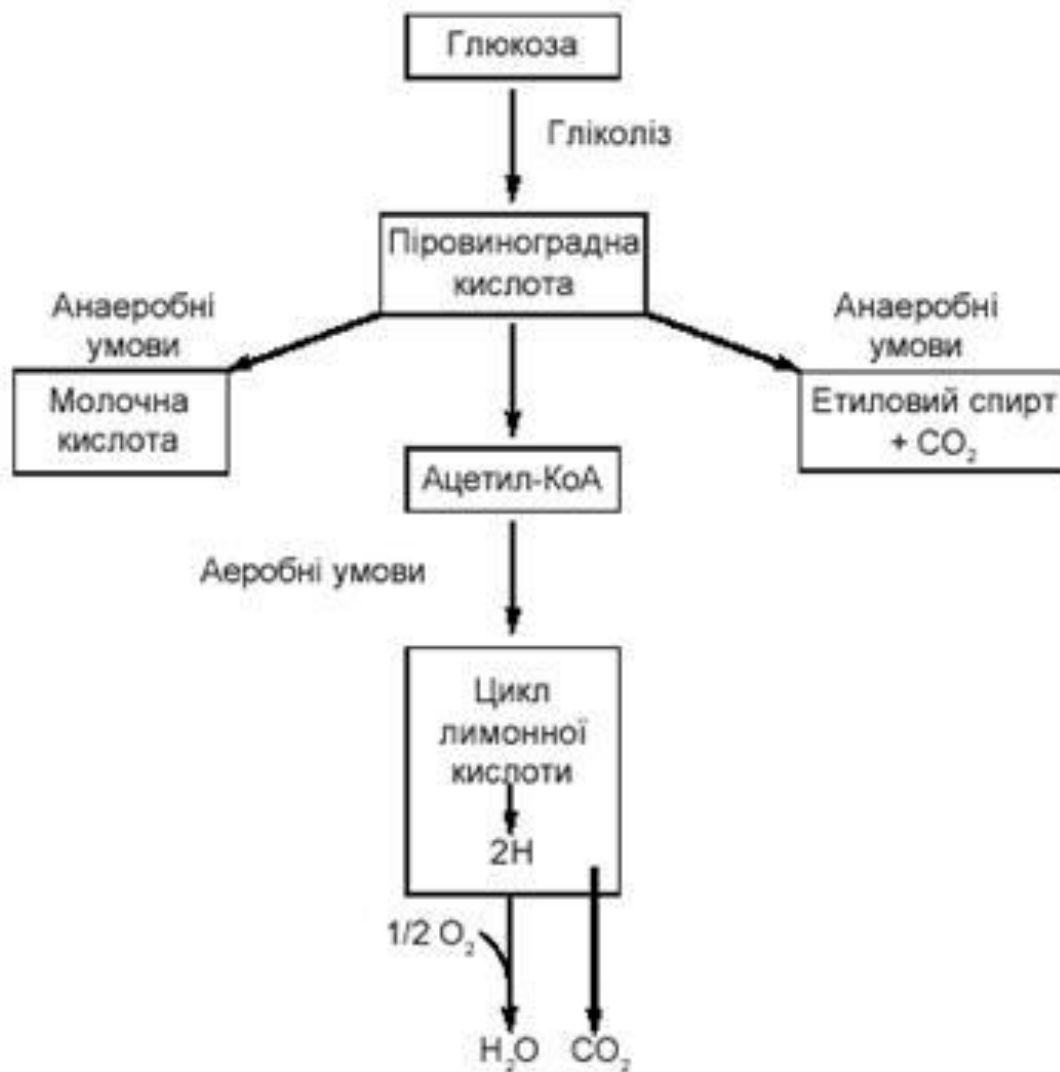 Глюкоза
Гліколіз
Піровиноградна
кислота
Анаеробні
умови
Анаеробні
умови
Молочна
кислота
Етиловий спирт
+ CO₂
Ацетил-КоА
Аеробні умови
Цикл
лимонної
кислоти
2H
1/2 O₂
H₂O CO₂